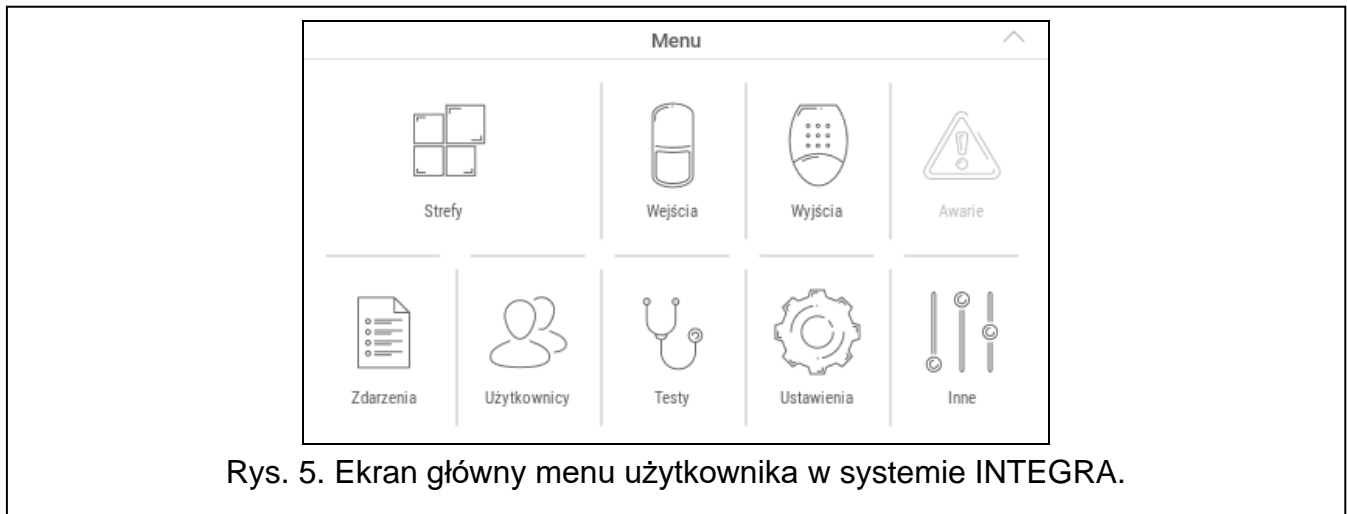 Menu
Strefy
Wejścia
Wyjścia
Awarie
Zdarzenia
Użytkownicy
Testy
Ustawienia
Inne
Rys. 5. Ekran główny menu użytkownika w systemie INTEGRA.